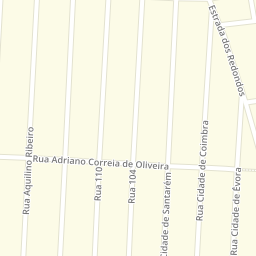 Estrada dos Redondos
Rua Aquilino Ribeiro
Rua Adriano Correia de Oliveira
Rua 110
Rua 104
Cidade de Santarém
Rua Cidade de Coimbra
Rua Cidade de Évora